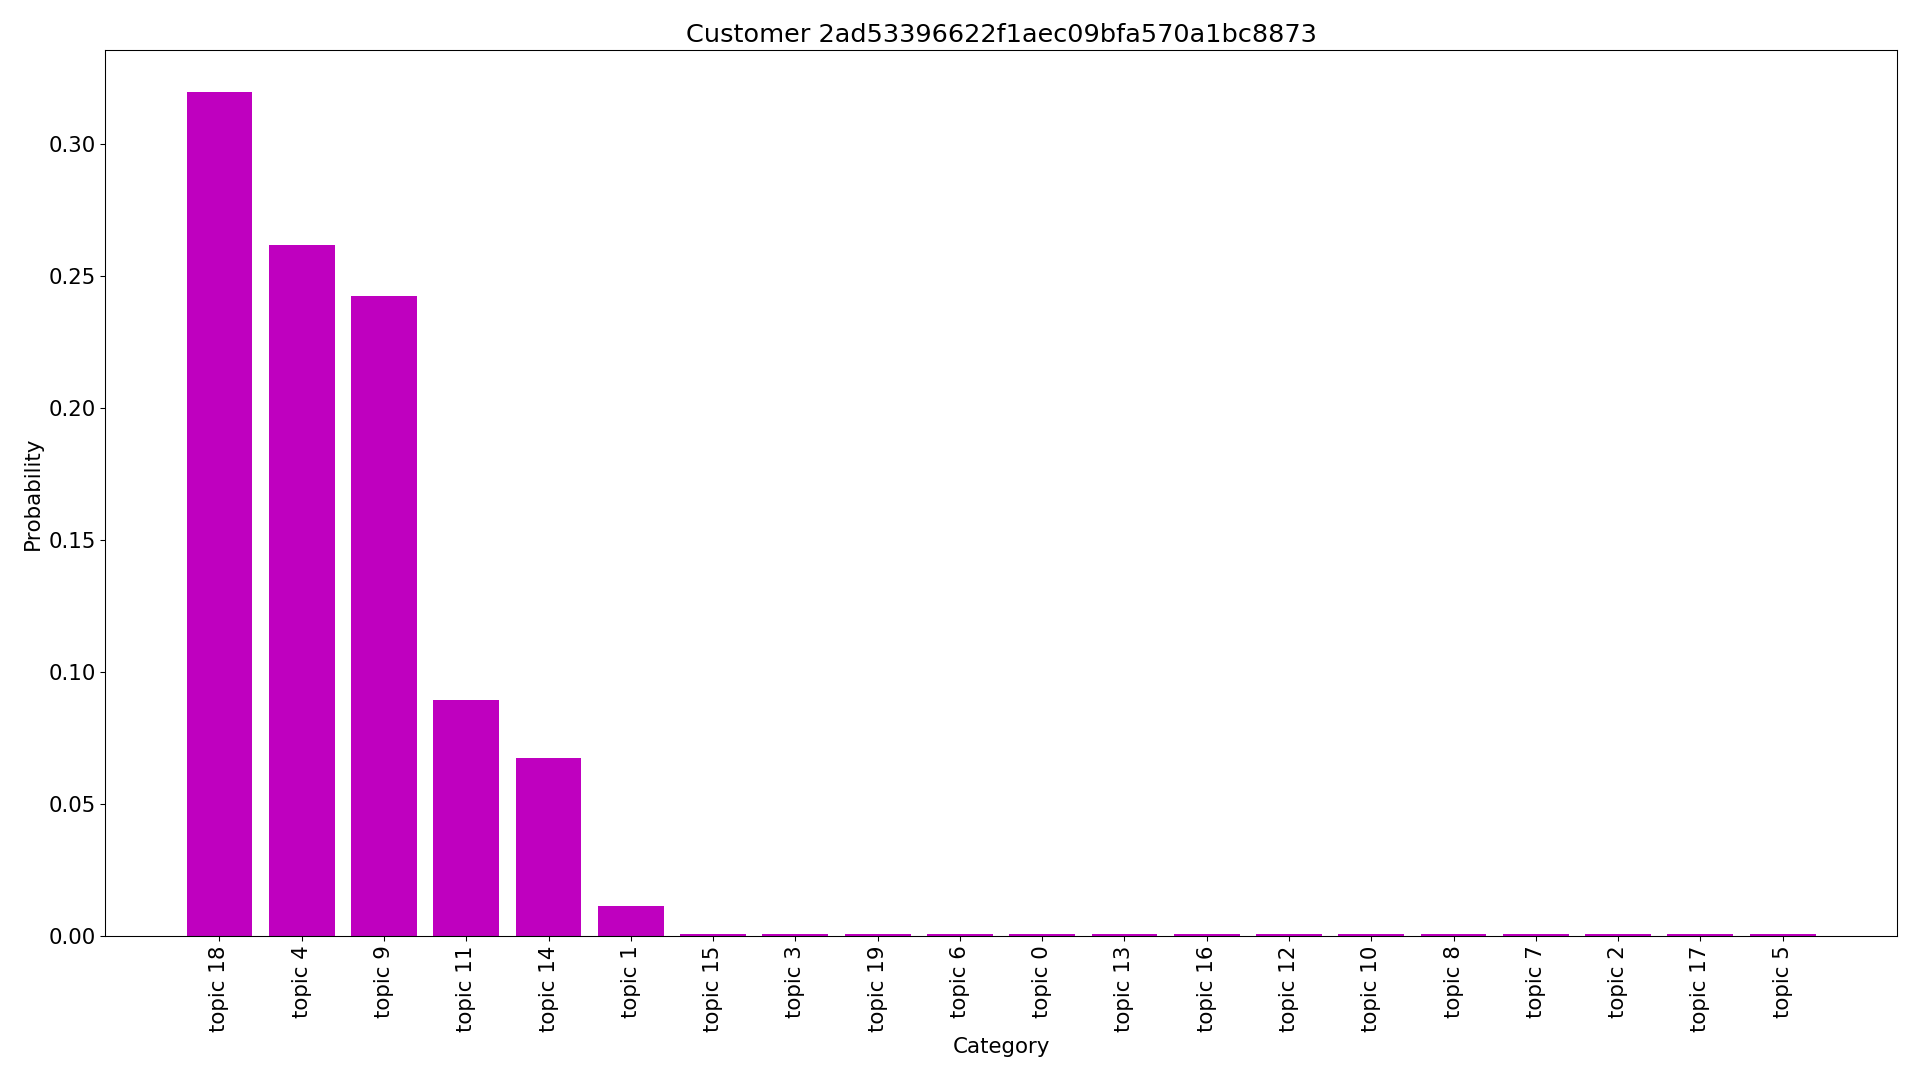 Customer 2ad53396622f1aec09bfa570a1bc8873
Probability
0.30
0.25
0.20
0.15
0.10
0.05
0.00
topic 18
topic 4
topic 9
topic 11
topic 14
topic 1
topic 15
topic 3
topic 19
topic 6
topic 0
topic 13
topic 16
topic 12
topic 10
topic 8
topic 7
topic 2
topic 17
topic 5
Category